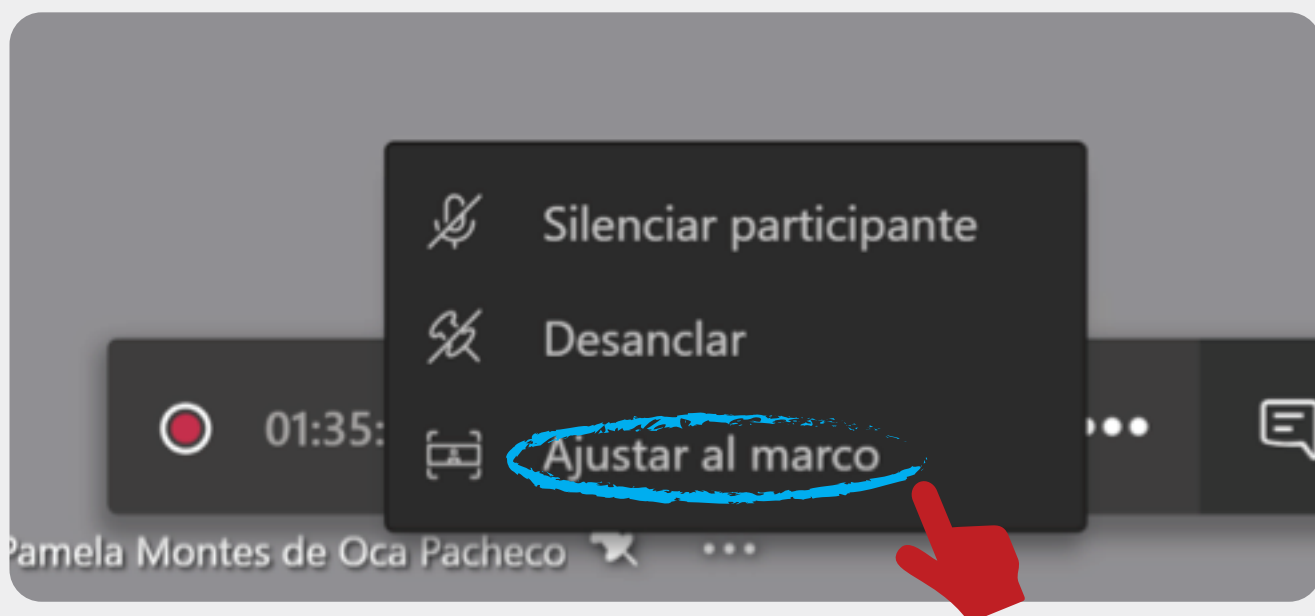 Silenciar participante
Desanclar
01:35:
Ajustar al marco
Pamela Montes de Oca Pacheco